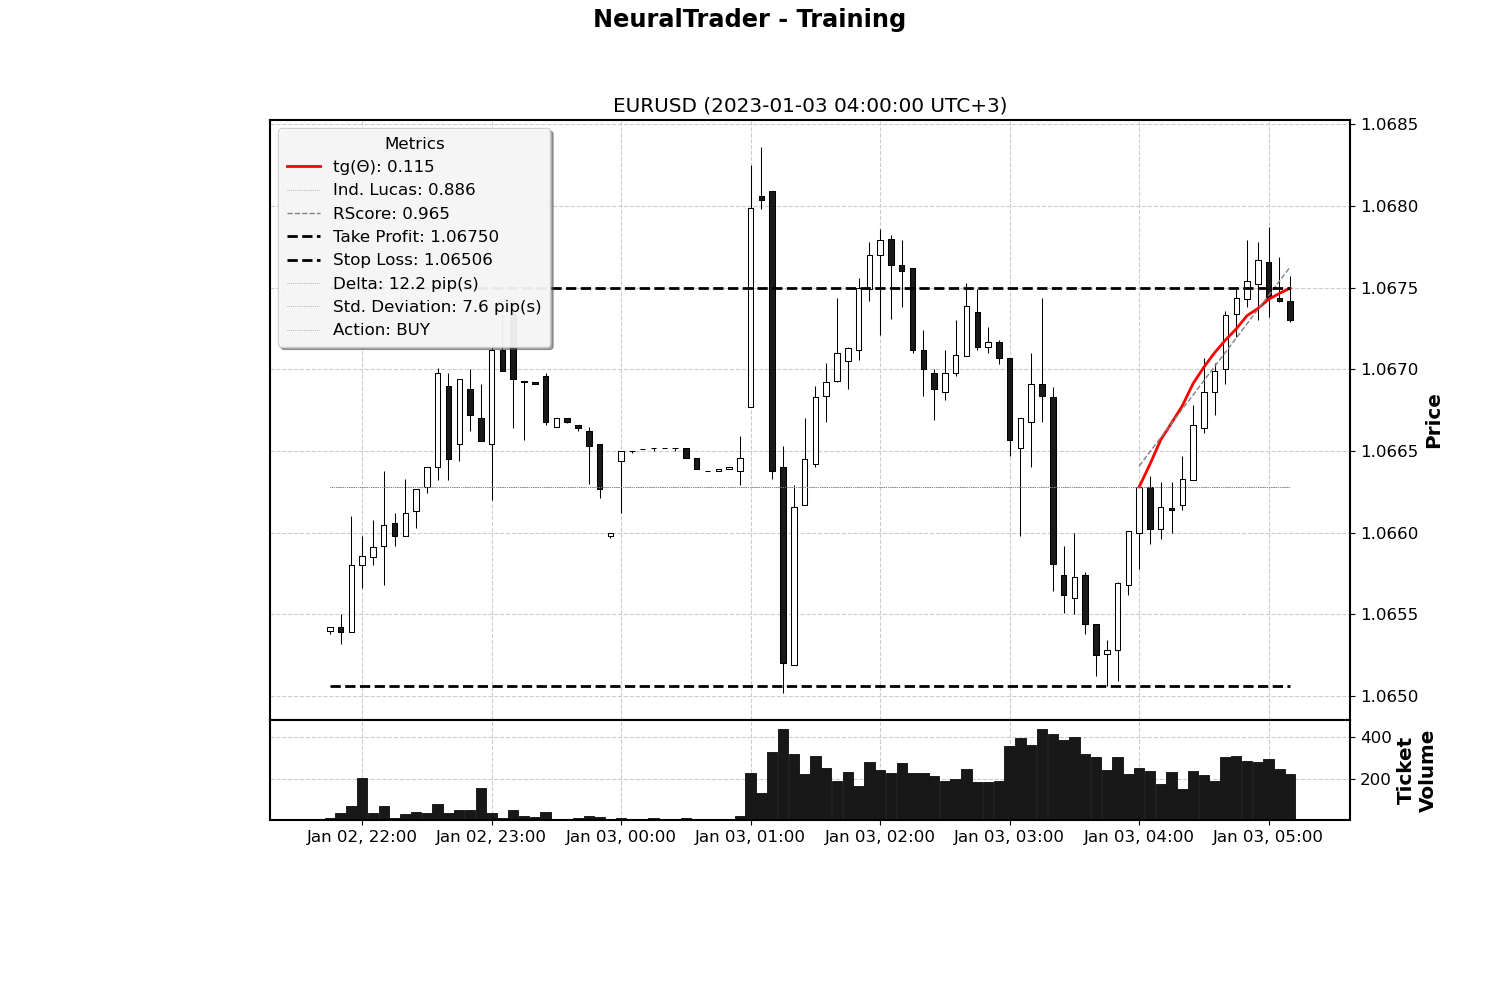 NeuralTrader - Training
EURUSD (2023-01-03 04:00:00 UTC+3)
Metrics
tg(Θ): 0.115
Ind. Lucas: 0.886
RScore: 0.965
Take Profit: 1.06750
Stop Loss: 1.06506
Delta: 12.2 pip(s)
Std. Deviation: 7.6 pip(s)
Action: BUY
1.0685
1.0680
1.0675
1.0670
1.0665
1.0660
1.0655
1.0650
Price
400
200
Ticket
Volume
Jan 02, 22:00
Jan 02, 23:00
Jan 03, 00:00
Jan 03, 01:00
Jan 03, 02:00
Jan 03, 03:00
Jan 03, 04:00
Jan 03, 05:00